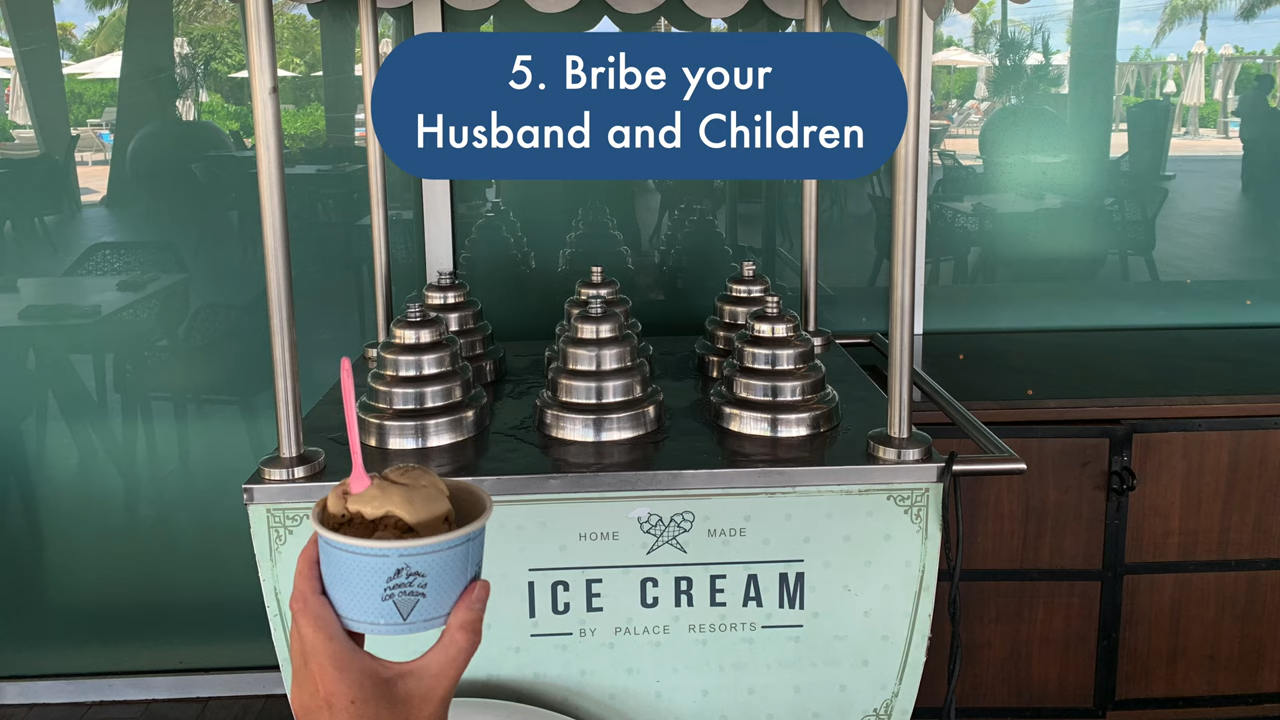 5. Bribe your
Husband and Children
HOME MADE
ICE CREAM
BY PALACE RESORTS
all you
need is
ice cream